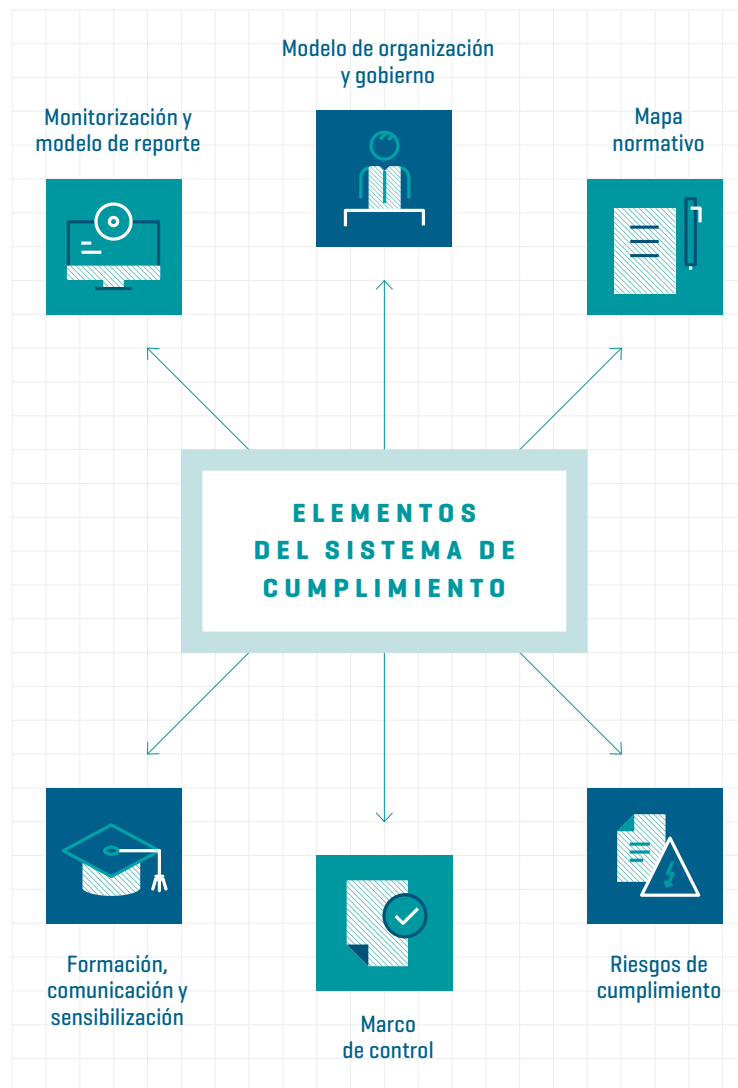 Modelo de organización
y gobierno
Monitorización y
modelo de reporte
Mapa
normativo
ELEMENTOS
DEL SISTEMA DE
CUMPLIMIENTO
Formación,
comunicación y
sensibilización
Marco
de control
Riesgos de
cumplimiento